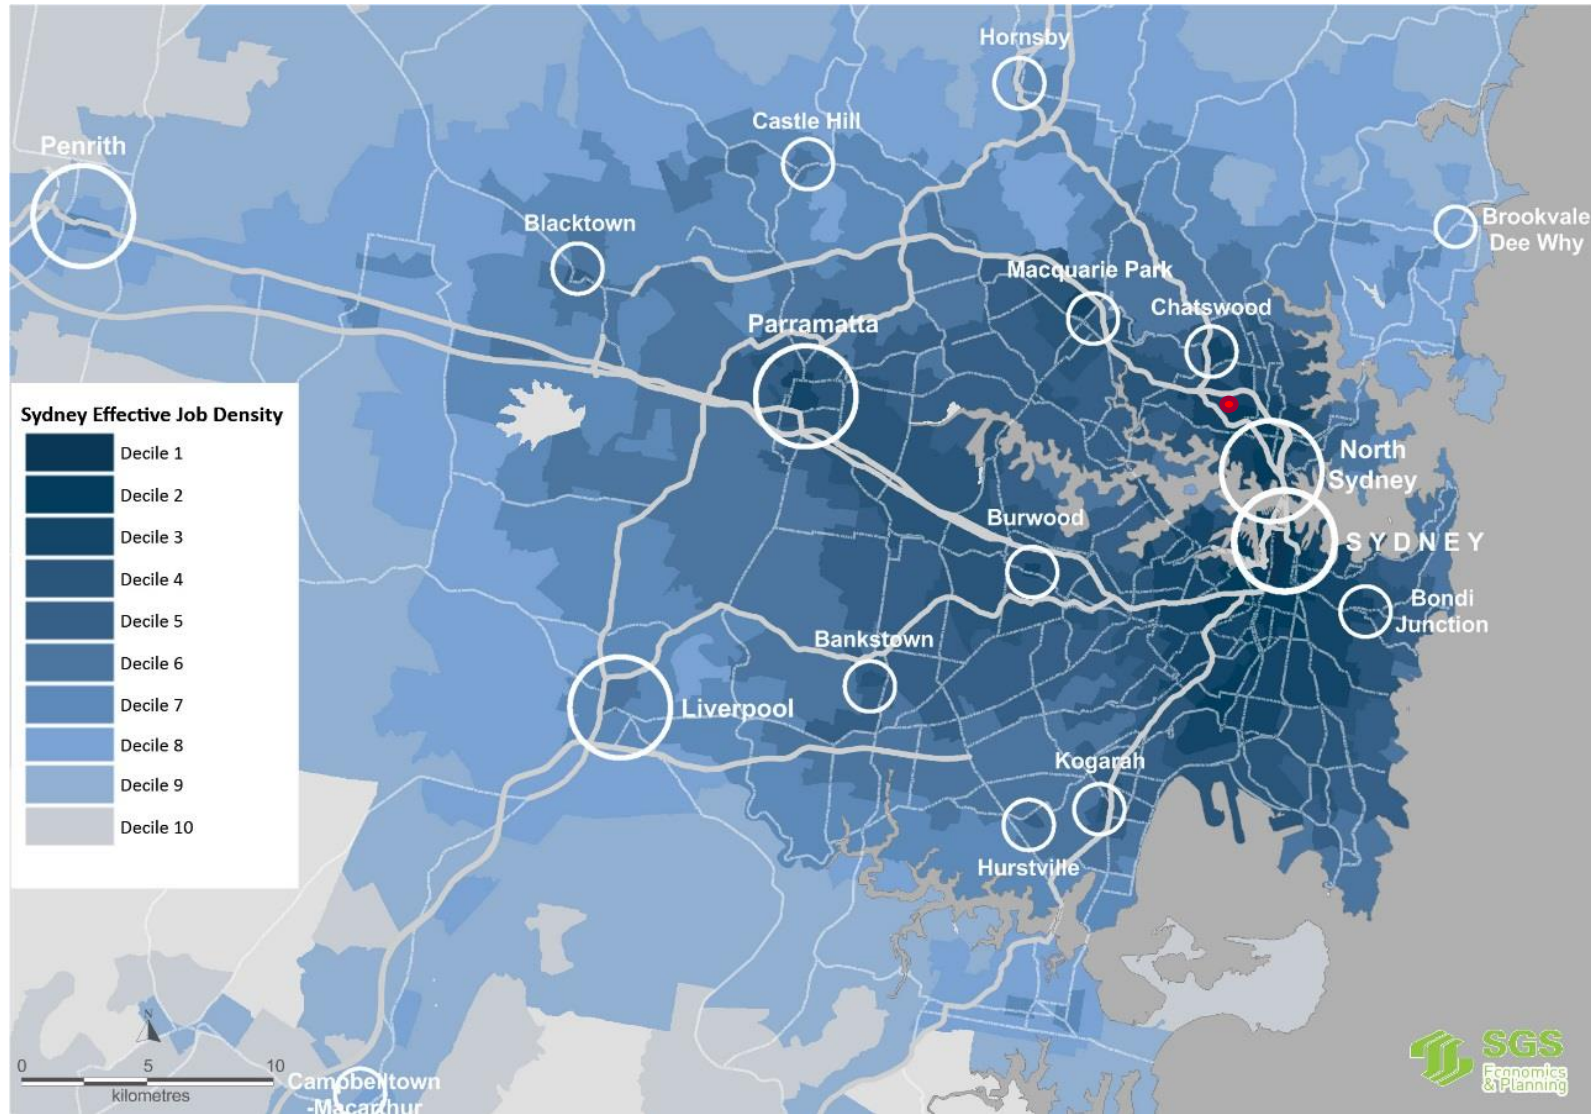 Hornsby
Castle Hill
Penrith
Blacktown
Brookvale
Dee Why
Macquarie Park
Chatswood
Parramatta
Sydney Effective Job Density
Decile 1
Decile 2
Decile 3
Decile 4
Decile 5
Decile 6
Decile 7
Decile 8
Decile 9
Decile 10
North
Sydney
Burwood
SYDNEY
Bondi
Junction
Bankstown
Liverpool
Kogarah
Hurstville
N
0 5 10
kilometres
Campbelltown
-Macarthur
SGS
Economics
& Planning